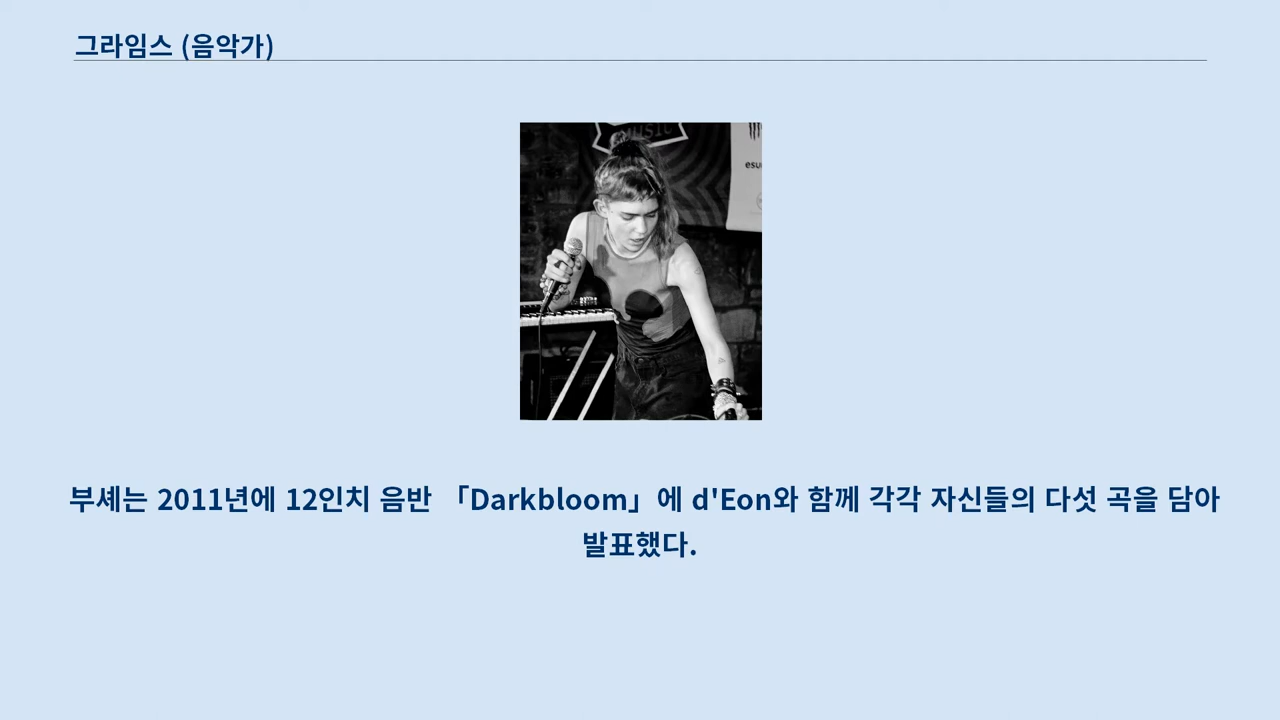 그라임스 (음악가)
music
esu
부셰는 2011년에 12인치 음반 「Darkbloom」에 d'Eon와 함께 각각 자신들의 다섯 곡을 담아
발표했다.